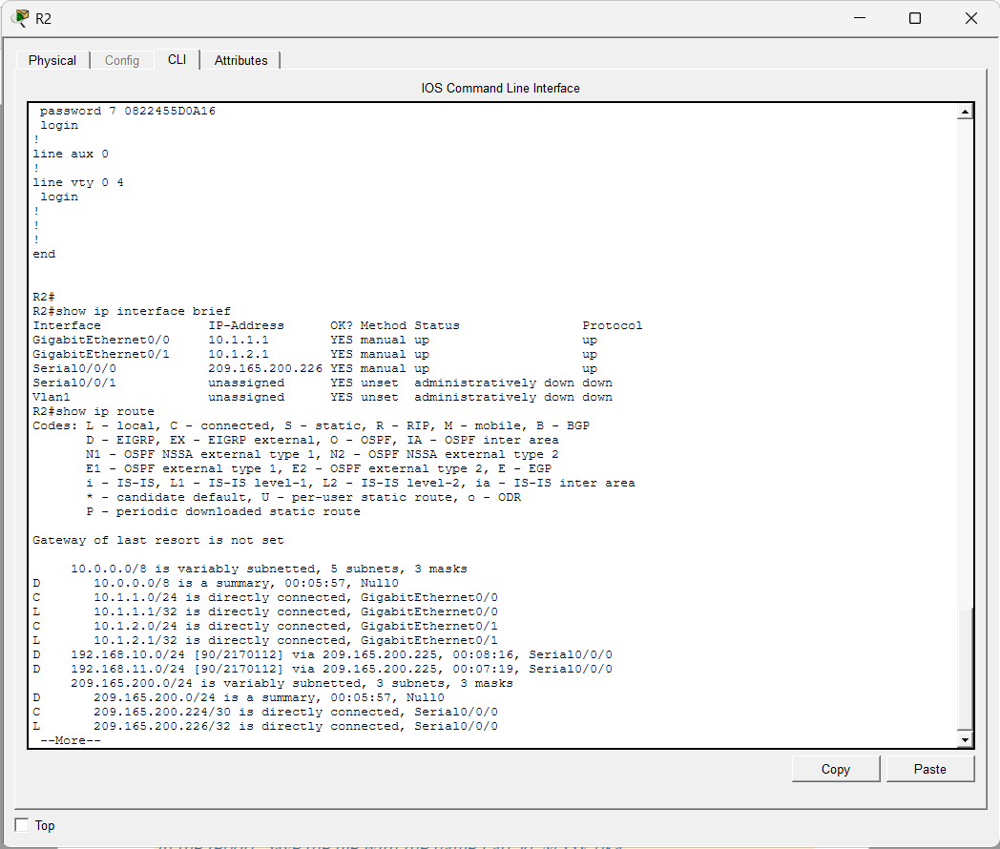 R2
Physical Config CLI Attributes
IOS Command Line Interface
password 7 0822455D0A16
login
!
line aux 0
!
line vty 0 4
login
!
!
!
end
R2#
R2#show ip interface brief
Interface IP-Address OK? Method Status Protocol
GigabitEthernet0/0 10.1.1.1 YES manual up up
GigabitEthernet0/1 10.1.2.1 YES manual up up
Serial0/0/0 209.165.200.226 YES manual up up
Serial0/0/1 unassigned YES unset administratively down down
Vlan1 unassigned YES unset administratively down down
R2#show ip route
Codes: L - local, C - connected, S - static, R - RIP, M - mobile, B - BGP
D - EIGRP, EX - EIGRP external, O - OSPF, IA - OSPF inter area
N1 - OSPF NSSA external type 1, N2 - OSPF NSSA external type 2
E1 - OSPF external type 1, E2 - OSPF external type 2, E - EGP
i - IS-IS, L1 - IS-IS level-1, L2 - IS-IS level-2, ia - IS-IS inter area
* - candidate default, U - per-user static route, o - ODR
P - periodic downloaded static route
Gateway of last resort is not set
10.0.0.0/8 is variably subnetted, 5 subnets, 3 masks
D 10.0.0.0/8 is a summary, 00:05:57, Null0
C 10.1.1.0/24 is directly connected, GigabitEthernet0/0
L 10.1.1.1/32 is directly connected, GigabitEthernet0/0
C 10.1.2.0/24 is directly connected, GigabitEthernet0/1
L 10.1.2.1/32 is directly connected, GigabitEthernet0/1
D 192.168.10.0/24 [90/2170112] via 209.165.200.225, 00:08:16, Serial0/0/0
D 192.168.11.0/24 [90/2170112] via 209.165.200.225, 00:07:19, Serial0/0/0
209.165.200.0/24 is variably subnetted, 3 subnets, 3 masks
D 209.165.200.0/24 is a summary, 00:05:57, Null0
C 209.165.200.224/30 is directly connected, Serial0/0/0
L 209.165.200.226/32 is directly connected, Serial0/0/0
--More--
Copy Paste
Top